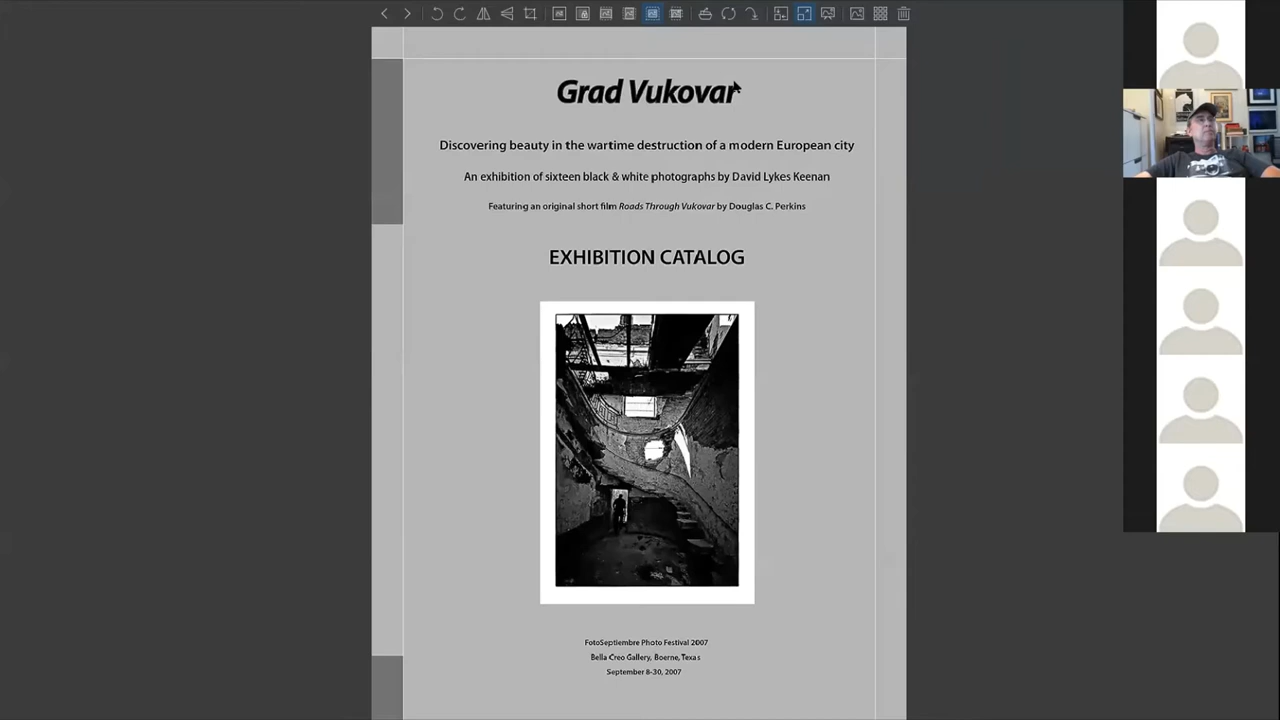 Grad Vukovar
Discovering beauty in the wartime destruction of a modern European city
An exhibition of sixteen black & white photographs by David Lykes Keenan
Featuring an original short film Roads Through Vukovar by Douglas C. Perkins
EXHIBITION CATALOG
FotoSeptiembre Photo Festival 2007
Bella Creo Gallery, Boerne, Texas
September 8-30, 2007